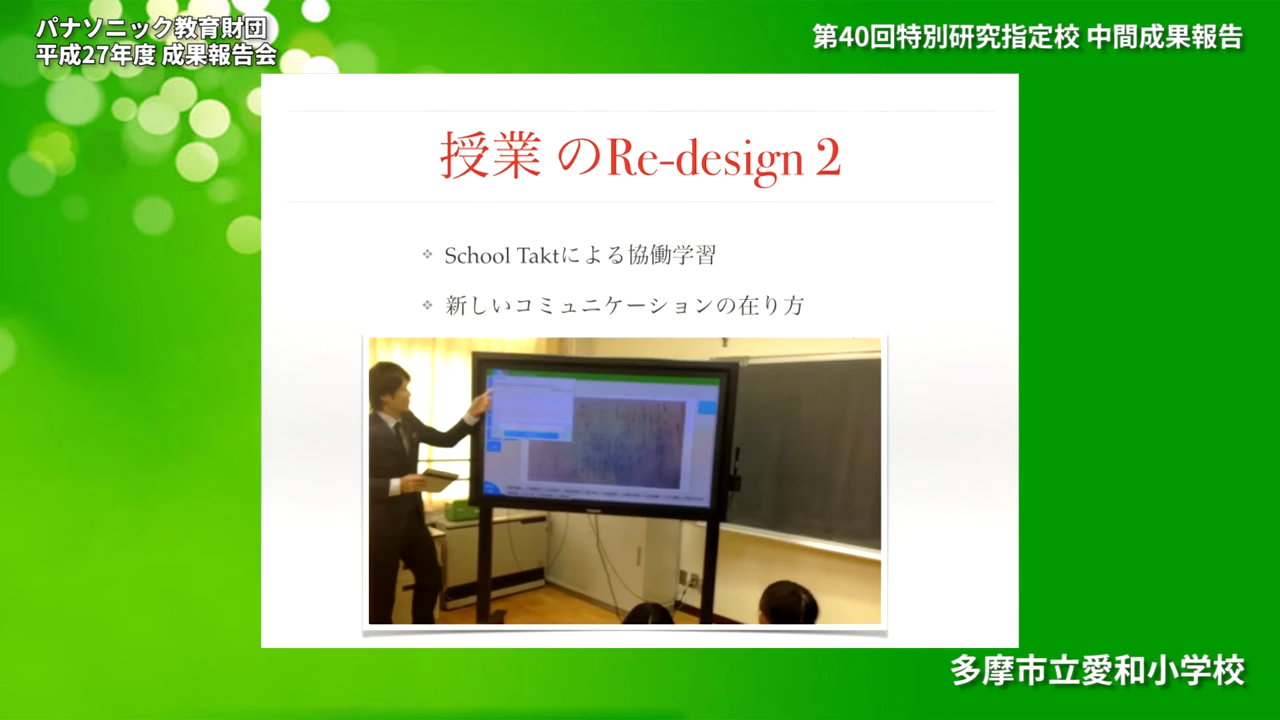 パナソニック教育財団
平成27年度 成果報告会
第40回特別研究指定校 中間成果報告
授業 のRe-design 2
School Taktによる協働学習
新しいコミュニケーションの在り方
多摩市立愛和小学校